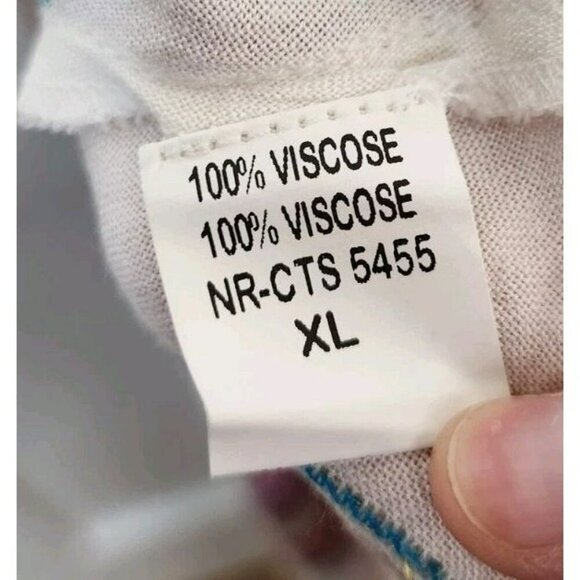 100% VISCOSE
100% VISCOSE
NR-CTS 5455
XL